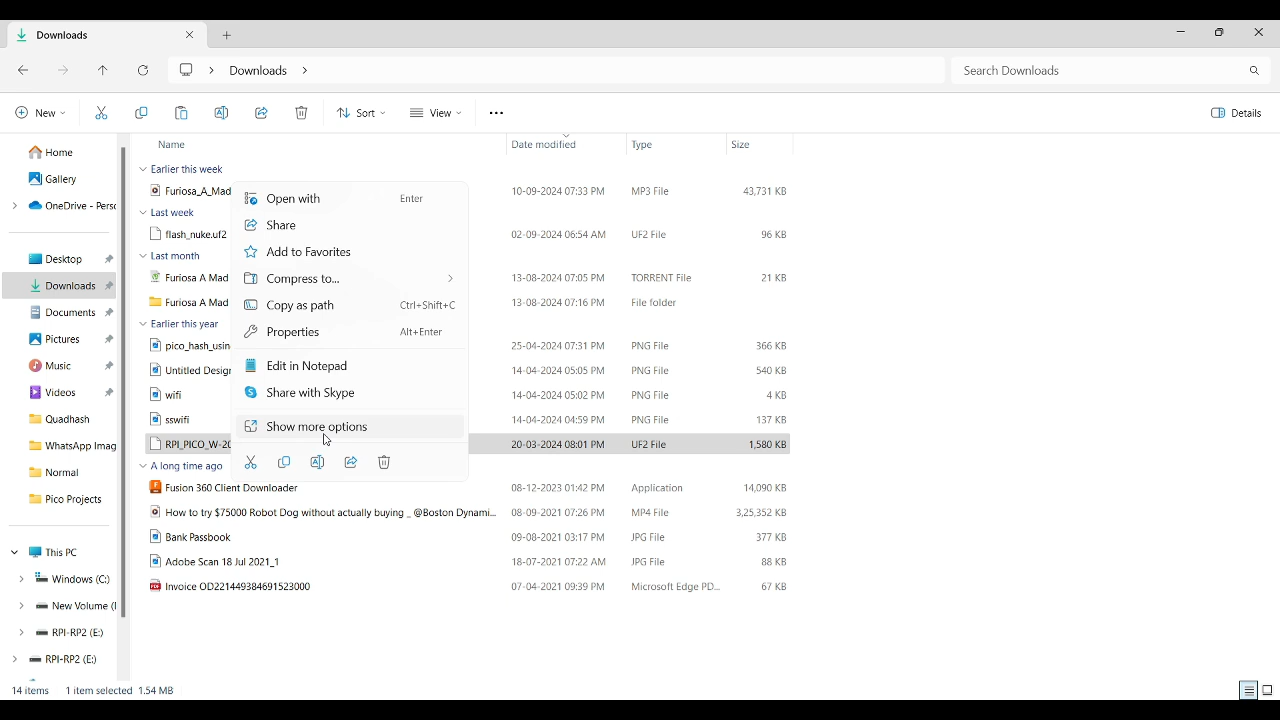 Downloads
Downloads
Search Downloads
New
Sort
View
Details
Home
Gallery
OneDrive - Pers
Desktop
Downloads
Documents
Pictures
Music
Videos
Quadhash
WhatsApp Imag
Normal
Pico Projects
This PC
Windows (C:)
New Volume (
RPI-RP2 (E:)
RPI-RP2 (E:)
Name Date modified Type Size
Earlier this week
Furiosa_A_Mad 10-09-2024 07:33 PM MP3 File 43,731 KB
Last week
flash_nuke.uf2 02-09-2024 06:54 AM UF2 File 96 KB
Last month
Furiosa A Mad 13-08-2024 07:05 PM TORRENT File 21 KB
Furiosa A Mad 13-08-2024 07:16 PM File folder
Earlier this year
pico_hash_usin 25-04-2024 07:31 PM PNG File 366 KB
Untitled Design 14-04-2024 05:05 PM PNG File 540 KB
wifi 14-04-2024 05:02 PM PNG File 4 KB
sswifi 14-04-2024 04:59 PM PNG File 137 KB
RPI_PICO_W-20 20-03-2024 08:01 PM UF2 File 1,580 KB
A long time ago
Fusion 360 Client Downloader 08-12-2023 01:42 PM Application 14,090 KB
How to try $75000 Robot Dog without actually buying _ @Boston Dynami... 08-09-2021 07:26 PM MP4 File 3,25,352 KB
Bank Passbook 09-08-2021 03:17 PM JPG File 377 KB
Adobe Scan 18 Jul 2021_1 18-07-2021 07:22 AM JPG File 88 KB
Invoice OD221449384691523000 07-04-2021 09:39 PM Microsoft Edge PD... 67 KB
Open with Enter
Share
Add to Favorites
Compress to...
Copy as path Ctrl+Shift+C
Properties Alt+Enter
Edit in Notepad
Share with Skype
Show more options
14 items 1 item selected 1.54 MB